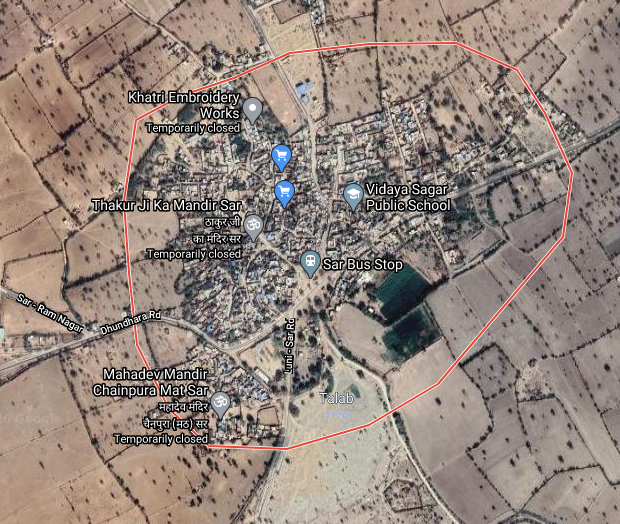 Khatri Embroidery
Works
Temporarily closed
Vidaya Sagar
Public School
Thakur Ji Ka Mandir Sar
ठाकुर जी
का मंदिर सर
Temporarily closed
Sar Bus Stop
Sar - Ram Nagar
Dhundhara Rd
Luni - Sar Rd
Mahadev Mandir
Chainpura Mat Sar
महादेव मंदिर
चैनपुरा (मठ) सर
Temporarily closed
Talab